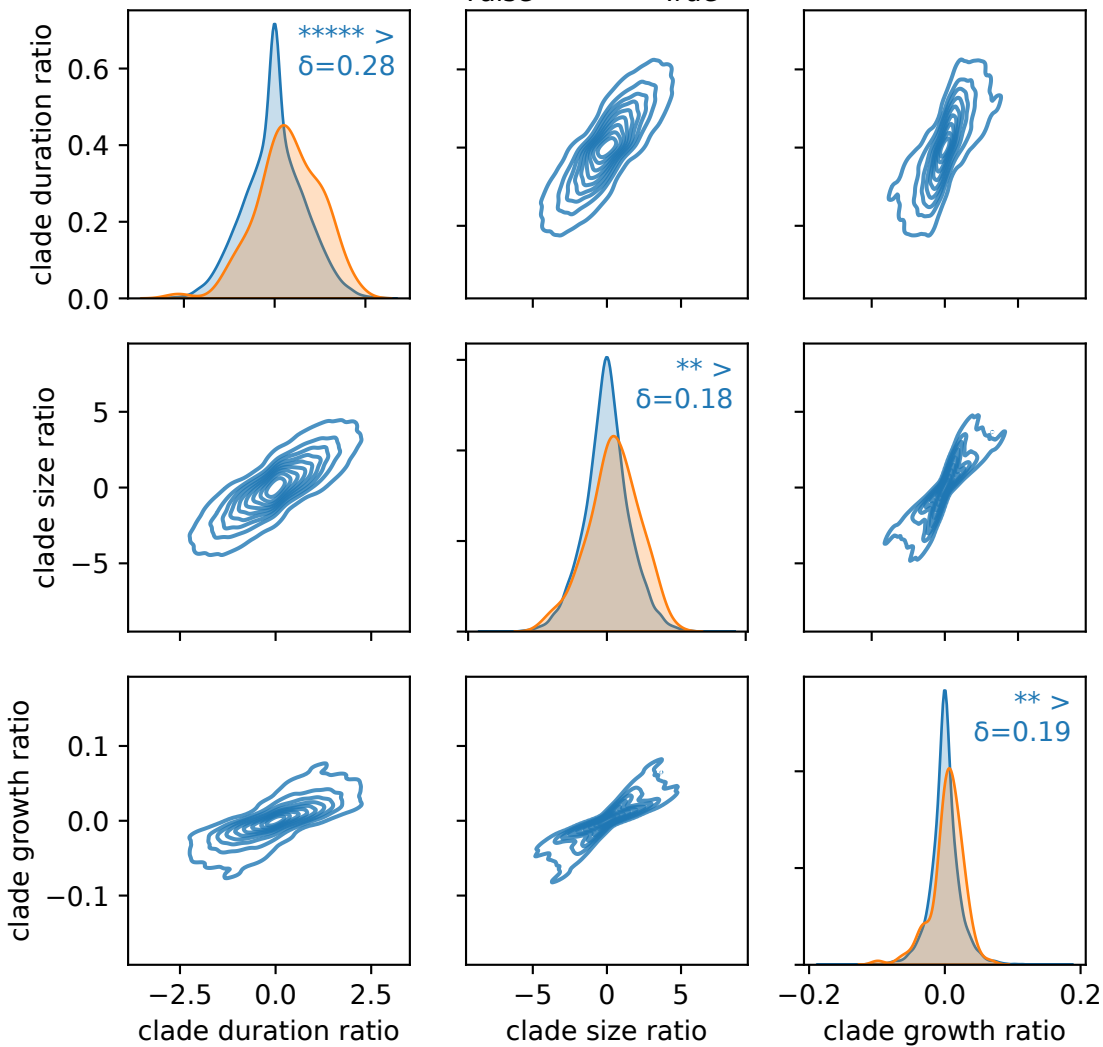 clade duration ratio
0.6
0.4
0.2
0.0
***** >
δ=0.28
clade size ratio
5
0
−5
** >
δ=0.18
clade growth ratio
0.1
0.0
−0.1
** >
δ=0.19
−2.5 0.0 2.5
−5 0 5
−0.2 0.0 0.2
clade duration ratio
clade size ratio
clade growth ratio